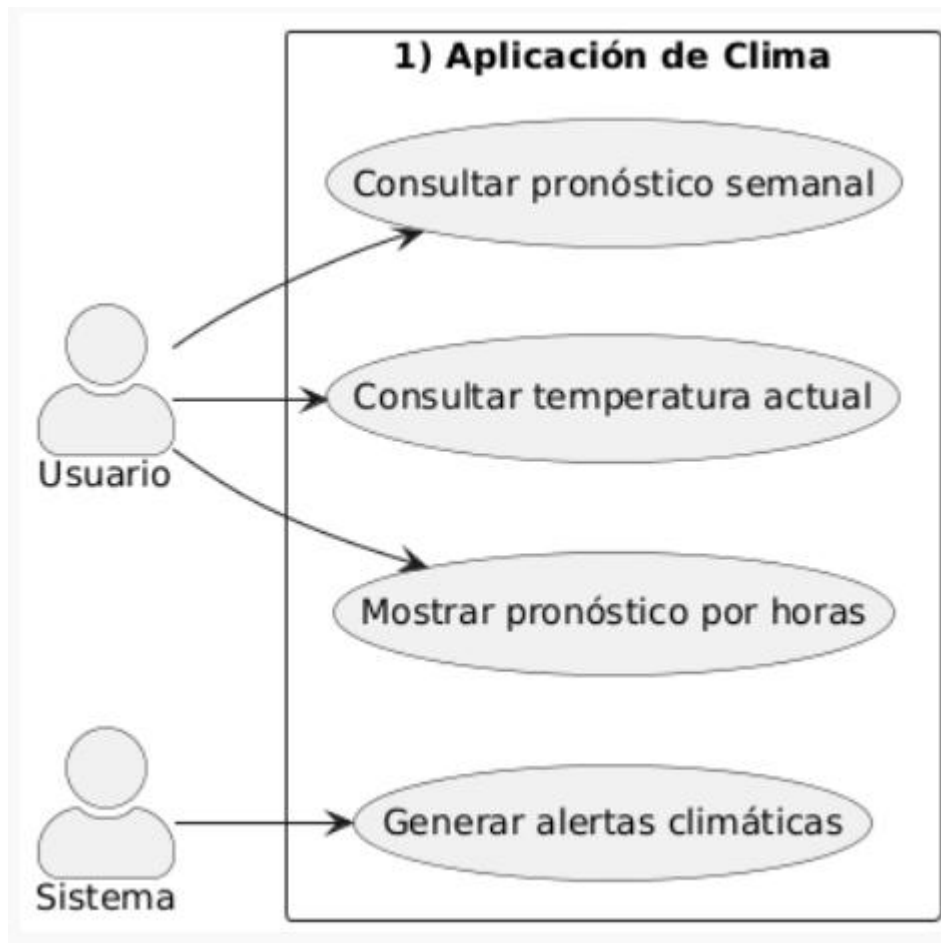 1) Aplicación de Clima
Consultar pronóstico semanal
Consultar temperatura actual
Usuario
Mostrar pronóstico por horas
Generar alertas climáticas
Sistema